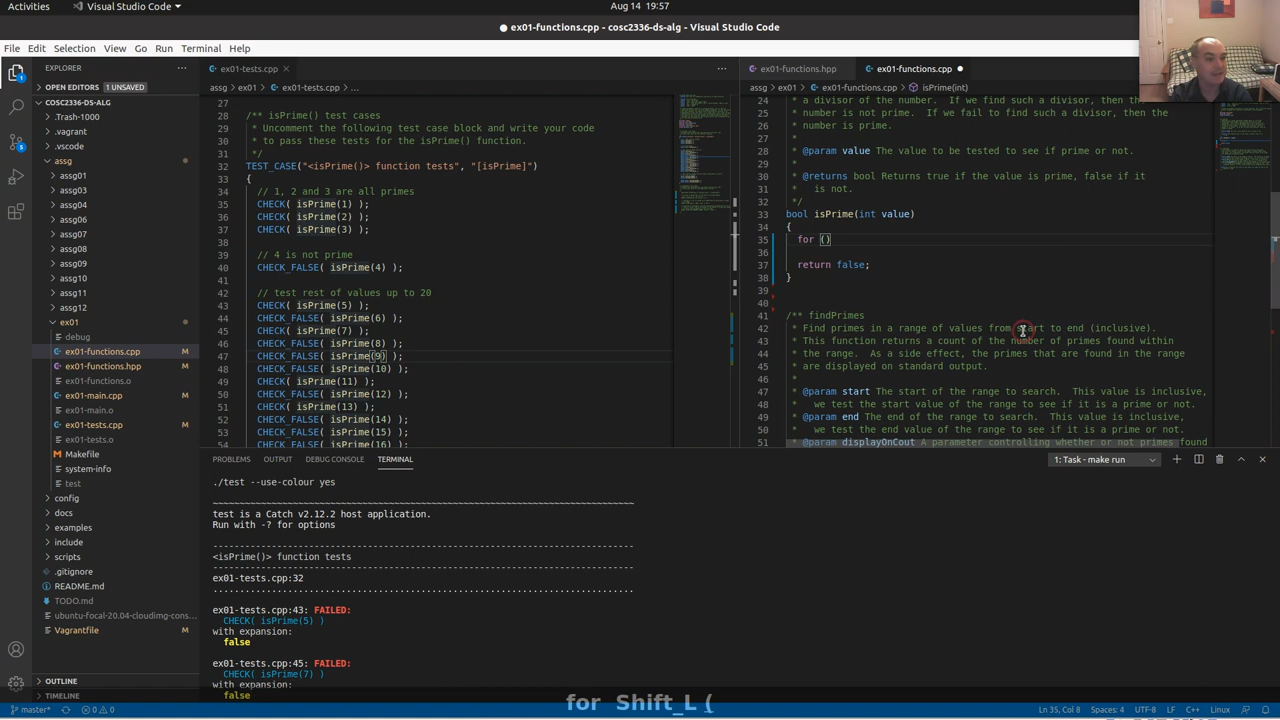 Activities
Visual Studio Code
Aug 14 19:57
ex01-functions.cpp - cosc2336-ds-alg - Visual Studio Code
File Edit Selection View Go Run Terminal Help
EXPLORER
OPEN EDITORS 1 UNSAVED
COSC2336-DS-ALG
.Trash-1000
.vagrant
.vscode
assg
assg01
assg03
assg04
assg06
assg07
assg08
assg09
assg10
assg11
assg12
ex01
debug
ex01-functions.cpp M
ex01-functions.hpp M
ex01-functions.o
ex01-main.cpp M
ex01-main.o
ex01-tests.cpp M
ex01-tests.o
Makefile
system-info
test
config
docs
examples
include
scripts
.gitignore
README.md
TODO.md
ubuntu-focal-20.04-cloudimg-cons...
Vagrantfile M
OUTLINE
TIMELINE
ex01-tests.cpp
assg > ex01 > ex01-tests.cpp > ...
27
28 /** isPrime() test cases
29 * Uncomment the following test case block and write your code
30 * to pass these tests for the isPrime() function.
31 */
32 TEST_CASE("<isPrime()> function tests", "[isPrime]")
33 {
34 // 1, 2 and 3 are all primes
35 CHECK( isPrime(1) );
36 CHECK( isPrime(2) );
37 CHECK( isPrime(3) );
38
39 // 4 is not prime
40 CHECK_FALSE( isPrime(4) );
41
42 // test rest of values up to 20
43 CHECK( isPrime(5) );
44 CHECK_FALSE( isPrime(6) );
45 CHECK( isPrime(7) );
46 CHECK_FALSE( isPrime(8) );
47 CHECK_FALSE( isPrime(9) );
48 CHECK_FALSE( isPrime(10) );
49 CHECK( isPrime(11) );
50 CHECK_FALSE( isPrime(12) );
51 CHECK( isPrime(13) );
52 CHECK_FALSE( isPrime(14) );
53 CHECK_FALSE( isPrime(15) );
54 CHECK_FALSE( isPrime(16) );
ex01-functions.hpp
ex01-functions.cpp
assg > ex01 > ex01-functions.cpp > isPrime(int)
24 * a divisor of the number. If we find such a divisor, then the
25 * number is not prime. If we fail to find such a divisor, then the
26 * number is prime.
27 *
28 * @param value The value to be tested to see if prime or not.
29 *
30 * @returns bool Returns true if the value is prime, false if it
31 * is not.
32 */
33 bool isPrime(int value)
34 {
35 for ()
36
37 return false;
38 }
39
40
41 /** findPrimes
42 * Find primes in a range of values from start to end (inclusive).
43 * This function returns a count of the number of primes found within
44 * the range. As a side effect, the primes that are found in the range
45 * are displayed on standard output.
46 *
47 * @param start The start of the range to search. This value is inclusive,
48 * we test the start value of the range to see if it is a prime or not.
49 * @param end The end of the range to search. This value is inclusive,
50 * we test the end value of the range to see if it is a prime or not.
51 * @param displayOnCout A parameter controlling whether or not primes found
PROBLEMS OUTPUT DEBUG CONSOLE TERMINAL
1: Task - make run
./test --use-colour yes
~~~~~~~~~~~~~~~~~~~~~~~~~~~~~~~~~~~~~~~~~~~~~~~~~~~~~~~~~~~~~~~~~~~~~~~~~~~~~~~
test is a Catch v2.12.2 host application.
Run with -? for options
-------------------------------------------------------------------------------
<isPrime()> function tests
-------------------------------------------------------------------------------
ex01-tests.cpp:32
...............................................................................
ex01-tests.cpp:43: FAILED:
CHECK( isPrime(5) )
with expansion:
false
ex01-tests.cpp:45: FAILED:
CHECK( isPrime(7) )
with expansion:
false
for Shift_L (
master* 0 0
Ln 35, Col 8 Spaces: 4 UTF-8 LF C++ Linux